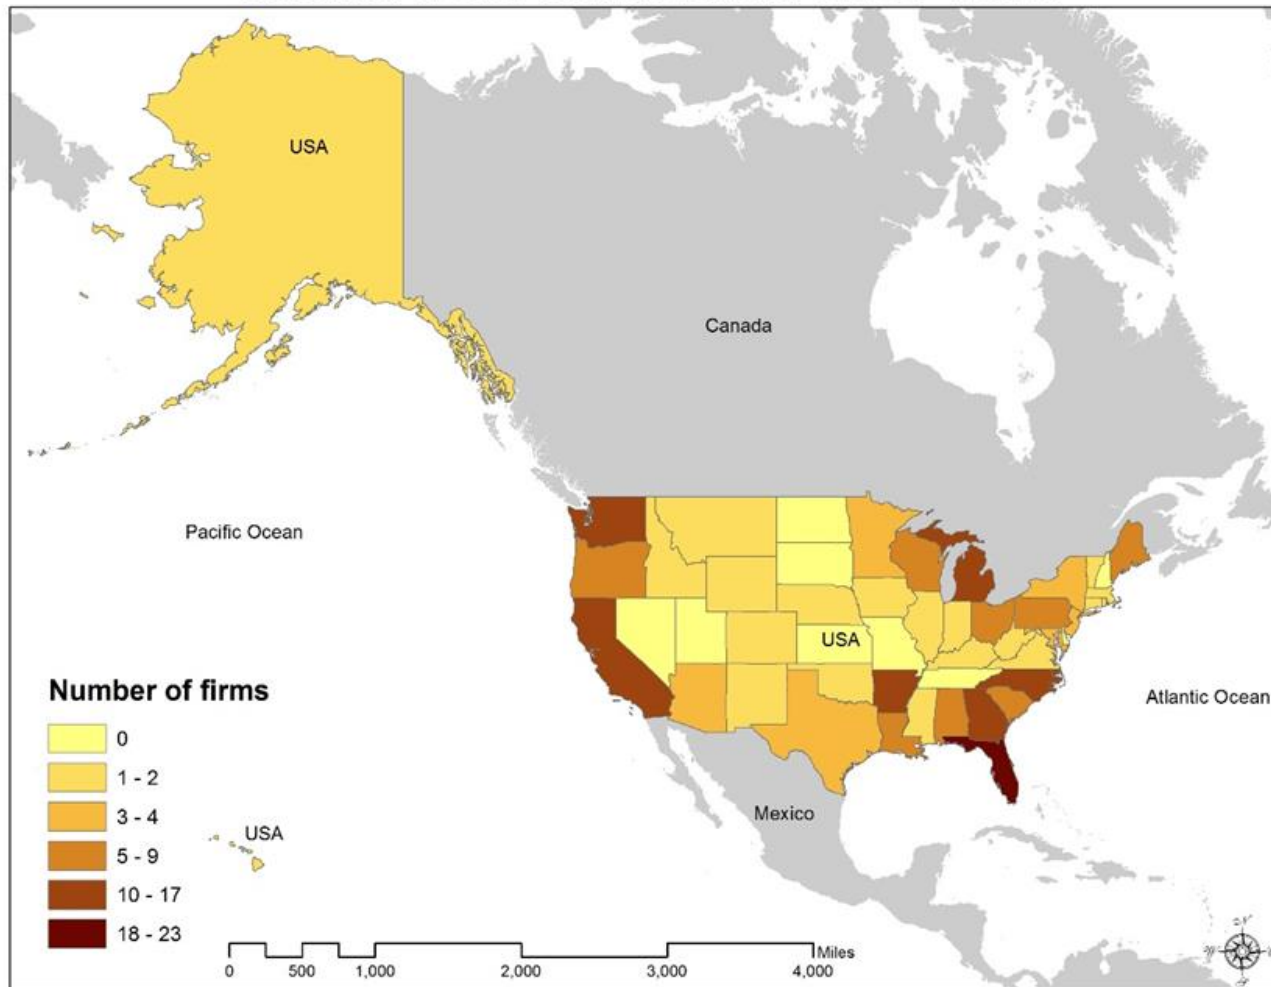 USA
Canada
Pacific Ocean
USA
Atlantic Ocean
Number of firms
0
1 - 2
3 - 4
5 - 9
10 - 17
18 - 23
USA
Mexico
Miles
0 500 1,000 2,000 3,000 4,000